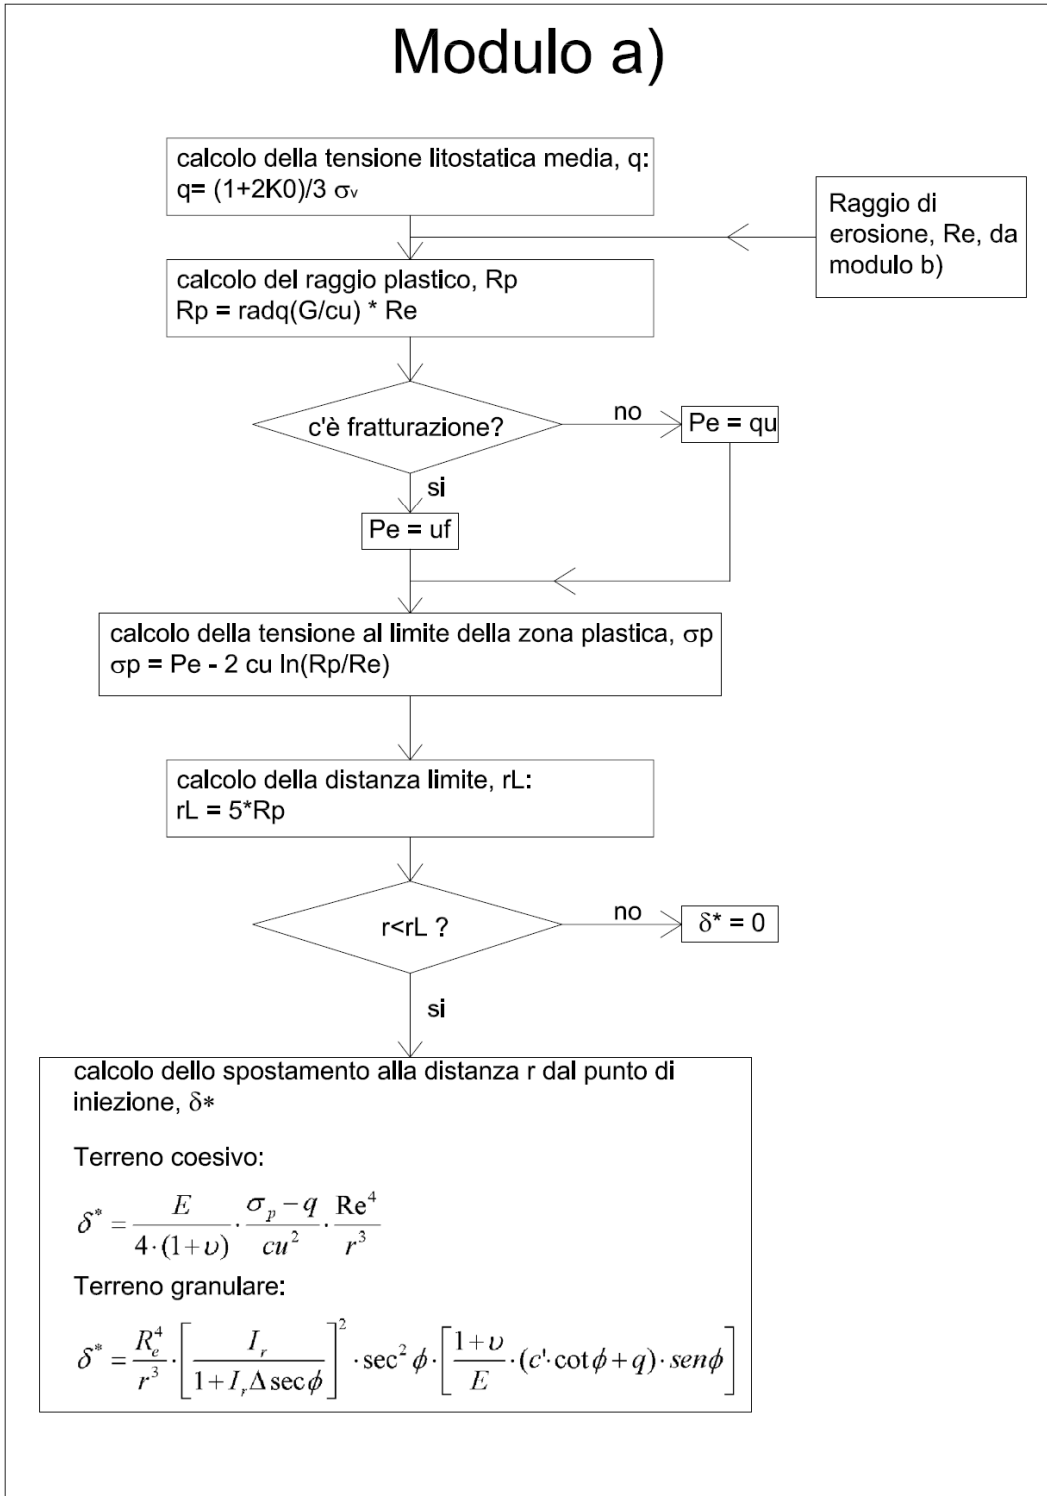 Modulo a)
calcolo della tensione litostatica media, q:
q= (1+2K0)/3 σv
Raggio di
erosione, Re, da
modulo b)
calcolo del raggio plastico, Rp
Rp = radq(G/cu) * Re
c'è fratturazione?
no
Pe = qu
si
Pe = uf
calcolo della tensione al limite della zona plastica, σp
σp = Pe - 2 cu ln(Rp/Re)
calcolo della distanza limite, rL:
rL = 5*Rp
r<rL ?
no
δ* = 0
si
calcolo dello spostamento alla distanza r dal punto di
iniezione, δ*
Terreno coesivo:
δ* = E / 4·(1+υ) · σp − q / cu² · Re⁴ / r³
Terreno granulare:
δ* = Re⁴ / r³ · [ Ir / 1+IrΔsecφ ]² · sec² φ · [ 1+υ / E · (c'·cotφ + q) · senφ ]